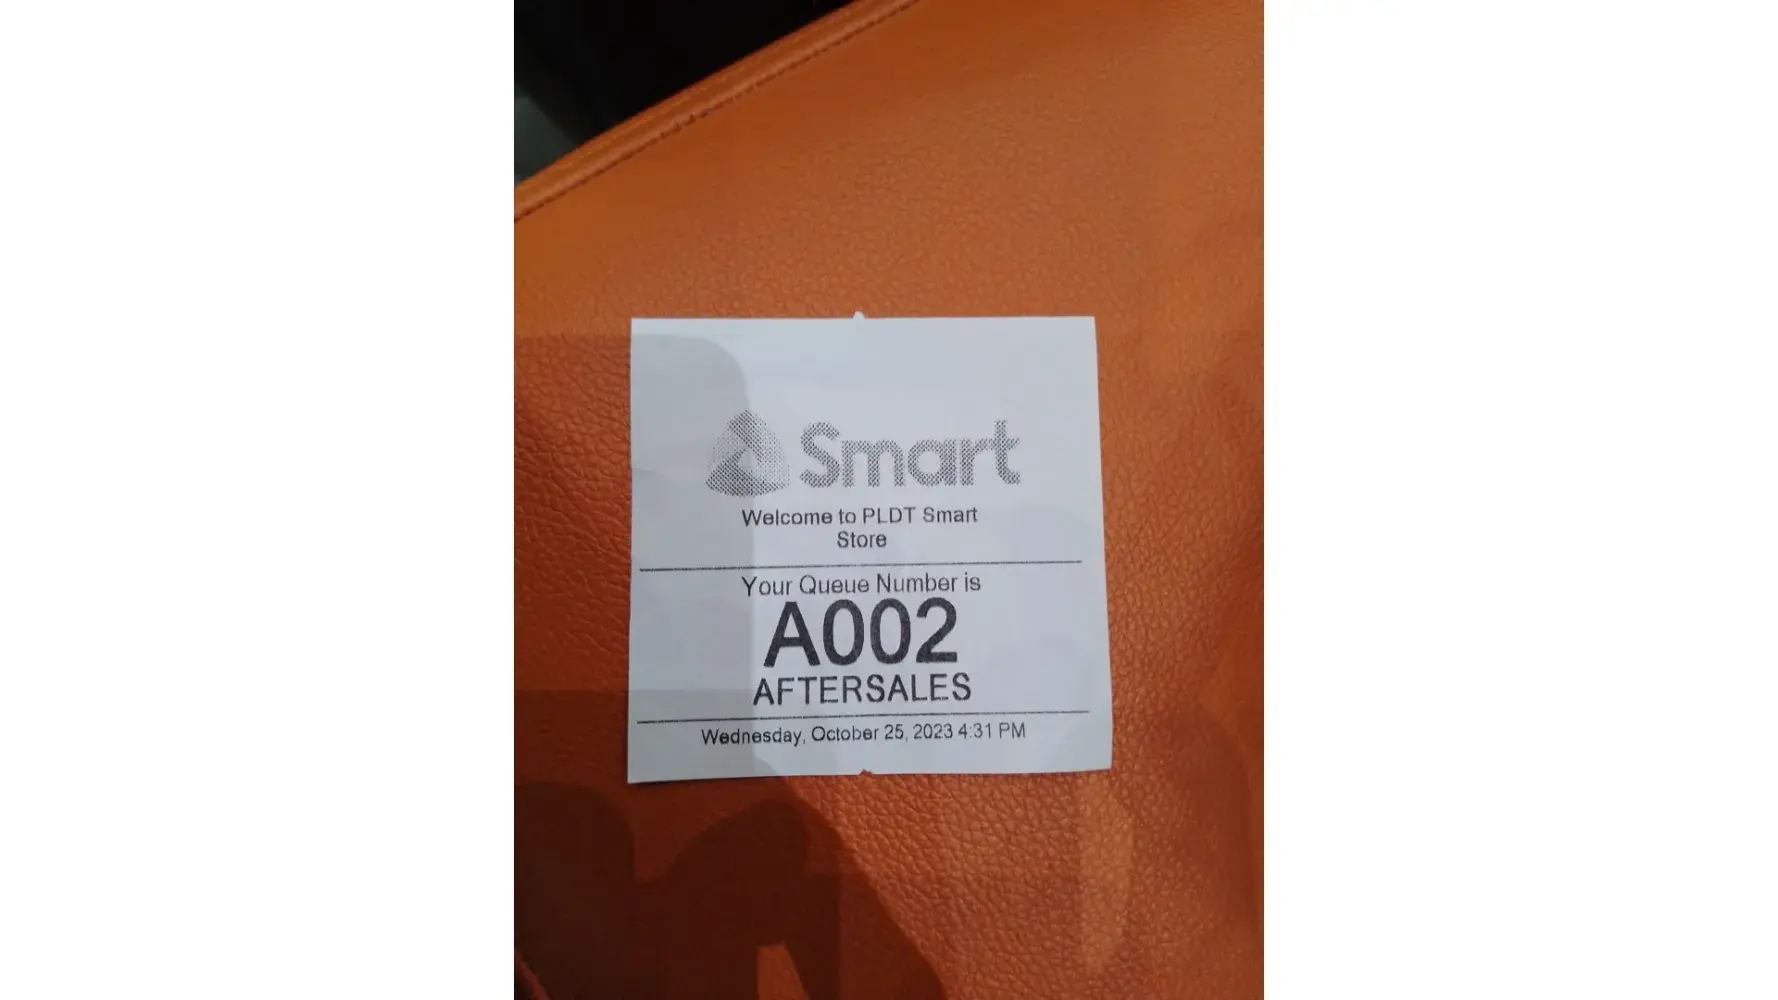 Smart
Welcome to PLDT Smart
Store
Your Queue Number is
A002
AFTERSALES
Wednesday, October 25, 2023 4:31 PM